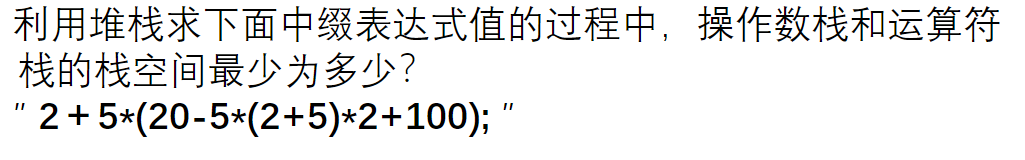 利用堆栈求下面中缀表达式值的过程中，操作数栈和运算符
栈的栈空间最少为多少？
" 2+5*(20-5*(2+5)*2+100); "